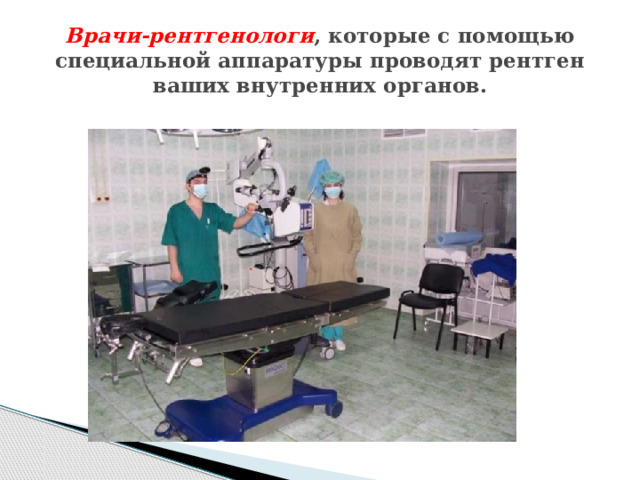 Врачи-рентгенологи, которые с помощью
специальной аппаратуры проводят рентген
ваших внутренних органов.